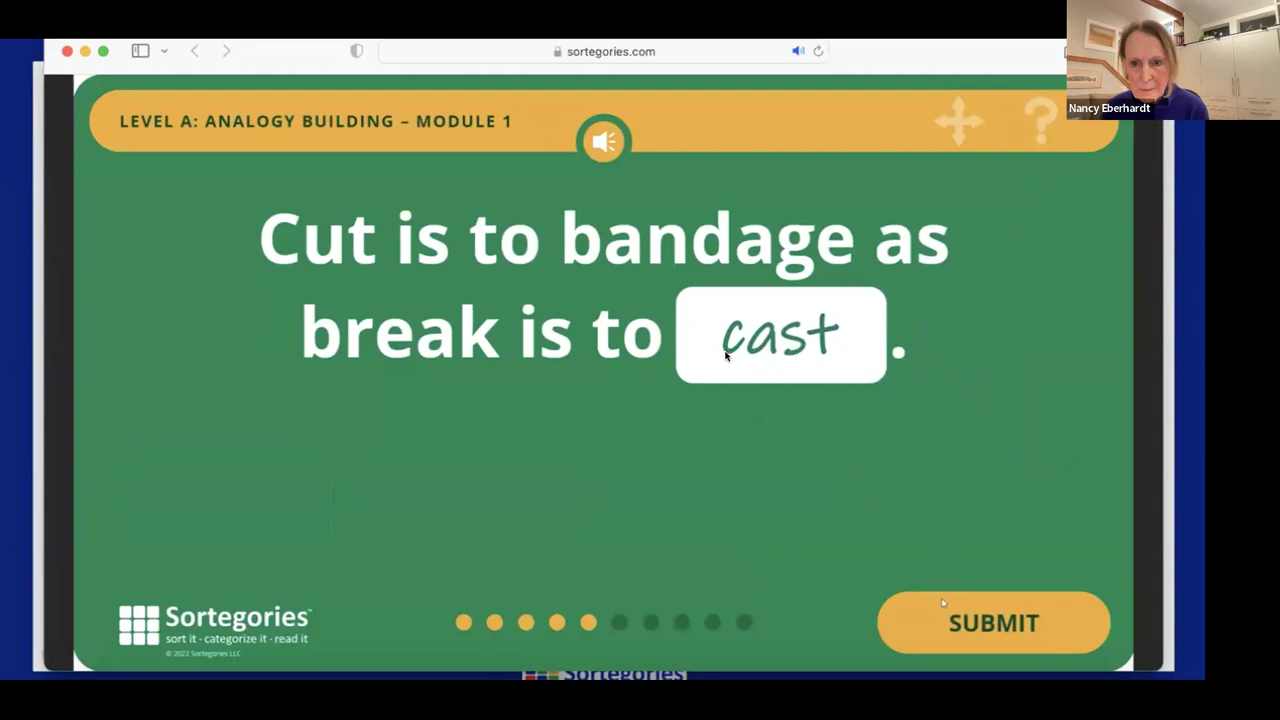 sortegories.com
Nancy Eberhardt
LEVEL A: ANALOGY BUILDING – MODULE 1
?
Cut is to bandage as
break is to cast.
Sortegories™
sort it - categorize it - read it
© 2022 Sortegories LLC
SUBMIT
Sortegories